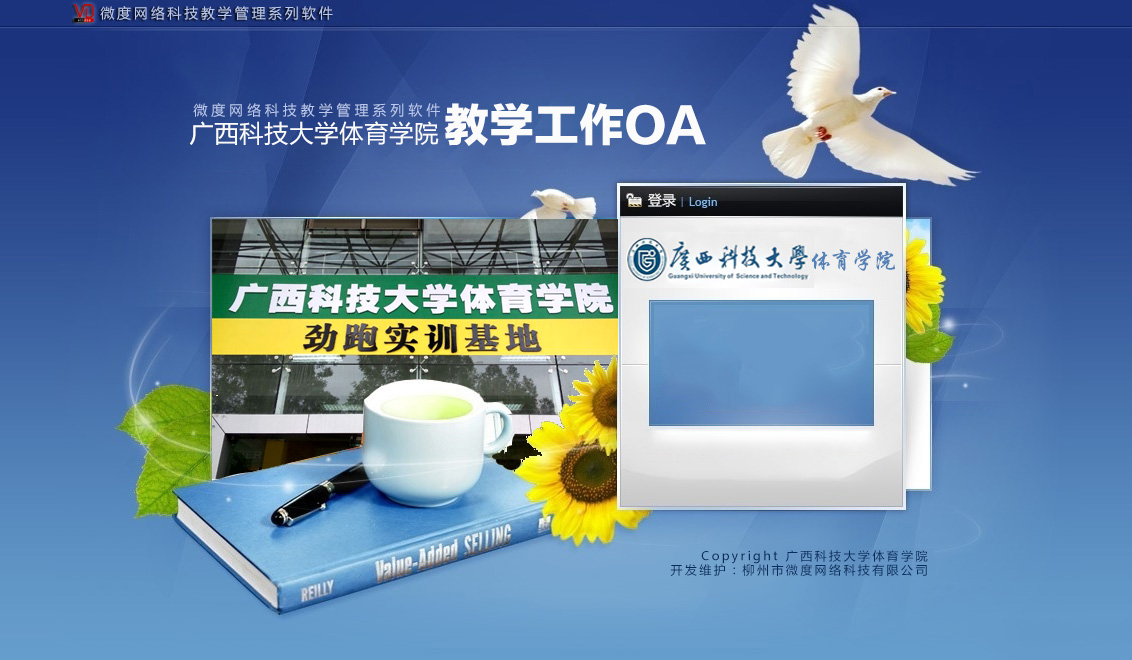 微度网络科技教学管理系列软件
微度网络科技教学管理系列软件
广西科技大学体育学院 教学工作OA
登录 | Login
廣西科技大學体育学院
Guangxi University of Science and Technology
广西科技大学体育学院
劲跑实训基地
Value-Added SELLING
REILLY
Copyright 广西科技大学体育学院
开发维护：柳州市微度网络科技有限公司